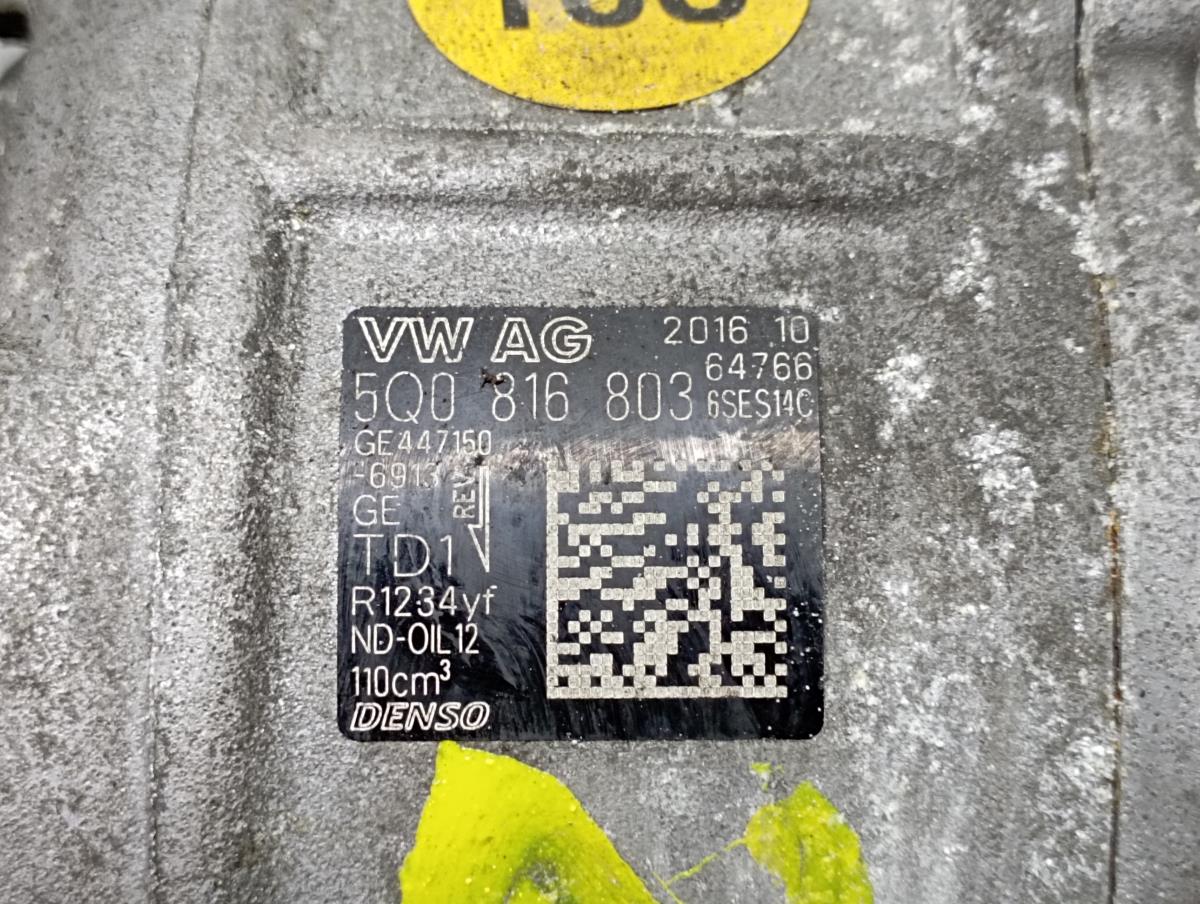 VW AG 2016 10
64766
5Q0 816 803 6SES14C
GE447150
-6913
REV
GE
TD1
R1234yf
ND-OIL12
110cm³
DENSO